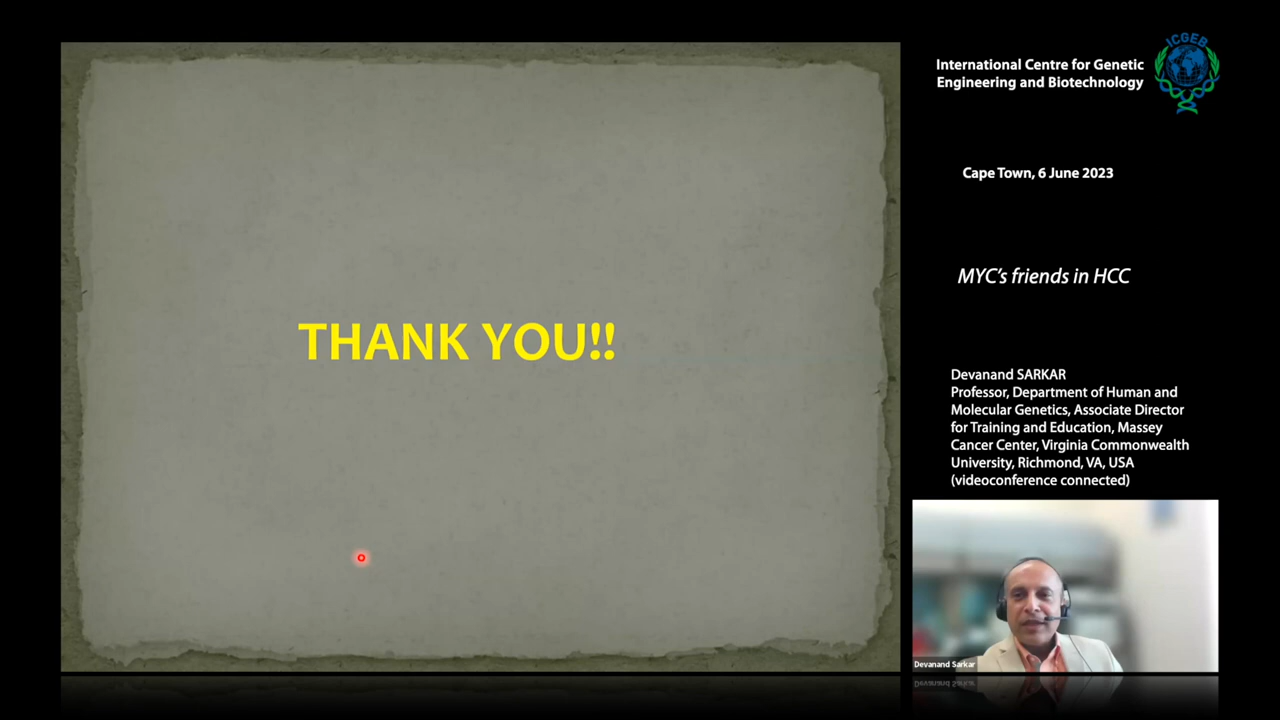 THANK YOU!!
International Centre for Genetic
Engineering and Biotechnology
ICGEB
Cape Town, 6 June 2023
MYC's friends in HCC
Devanand SARKAR
Professor, Department of Human and
Molecular Genetics, Associate Director
for Training and Education, Massey
Cancer Center, Virginia Commonwealth
University, Richmond, VA, USA
(videoconference connected)
Devanand Sarkar